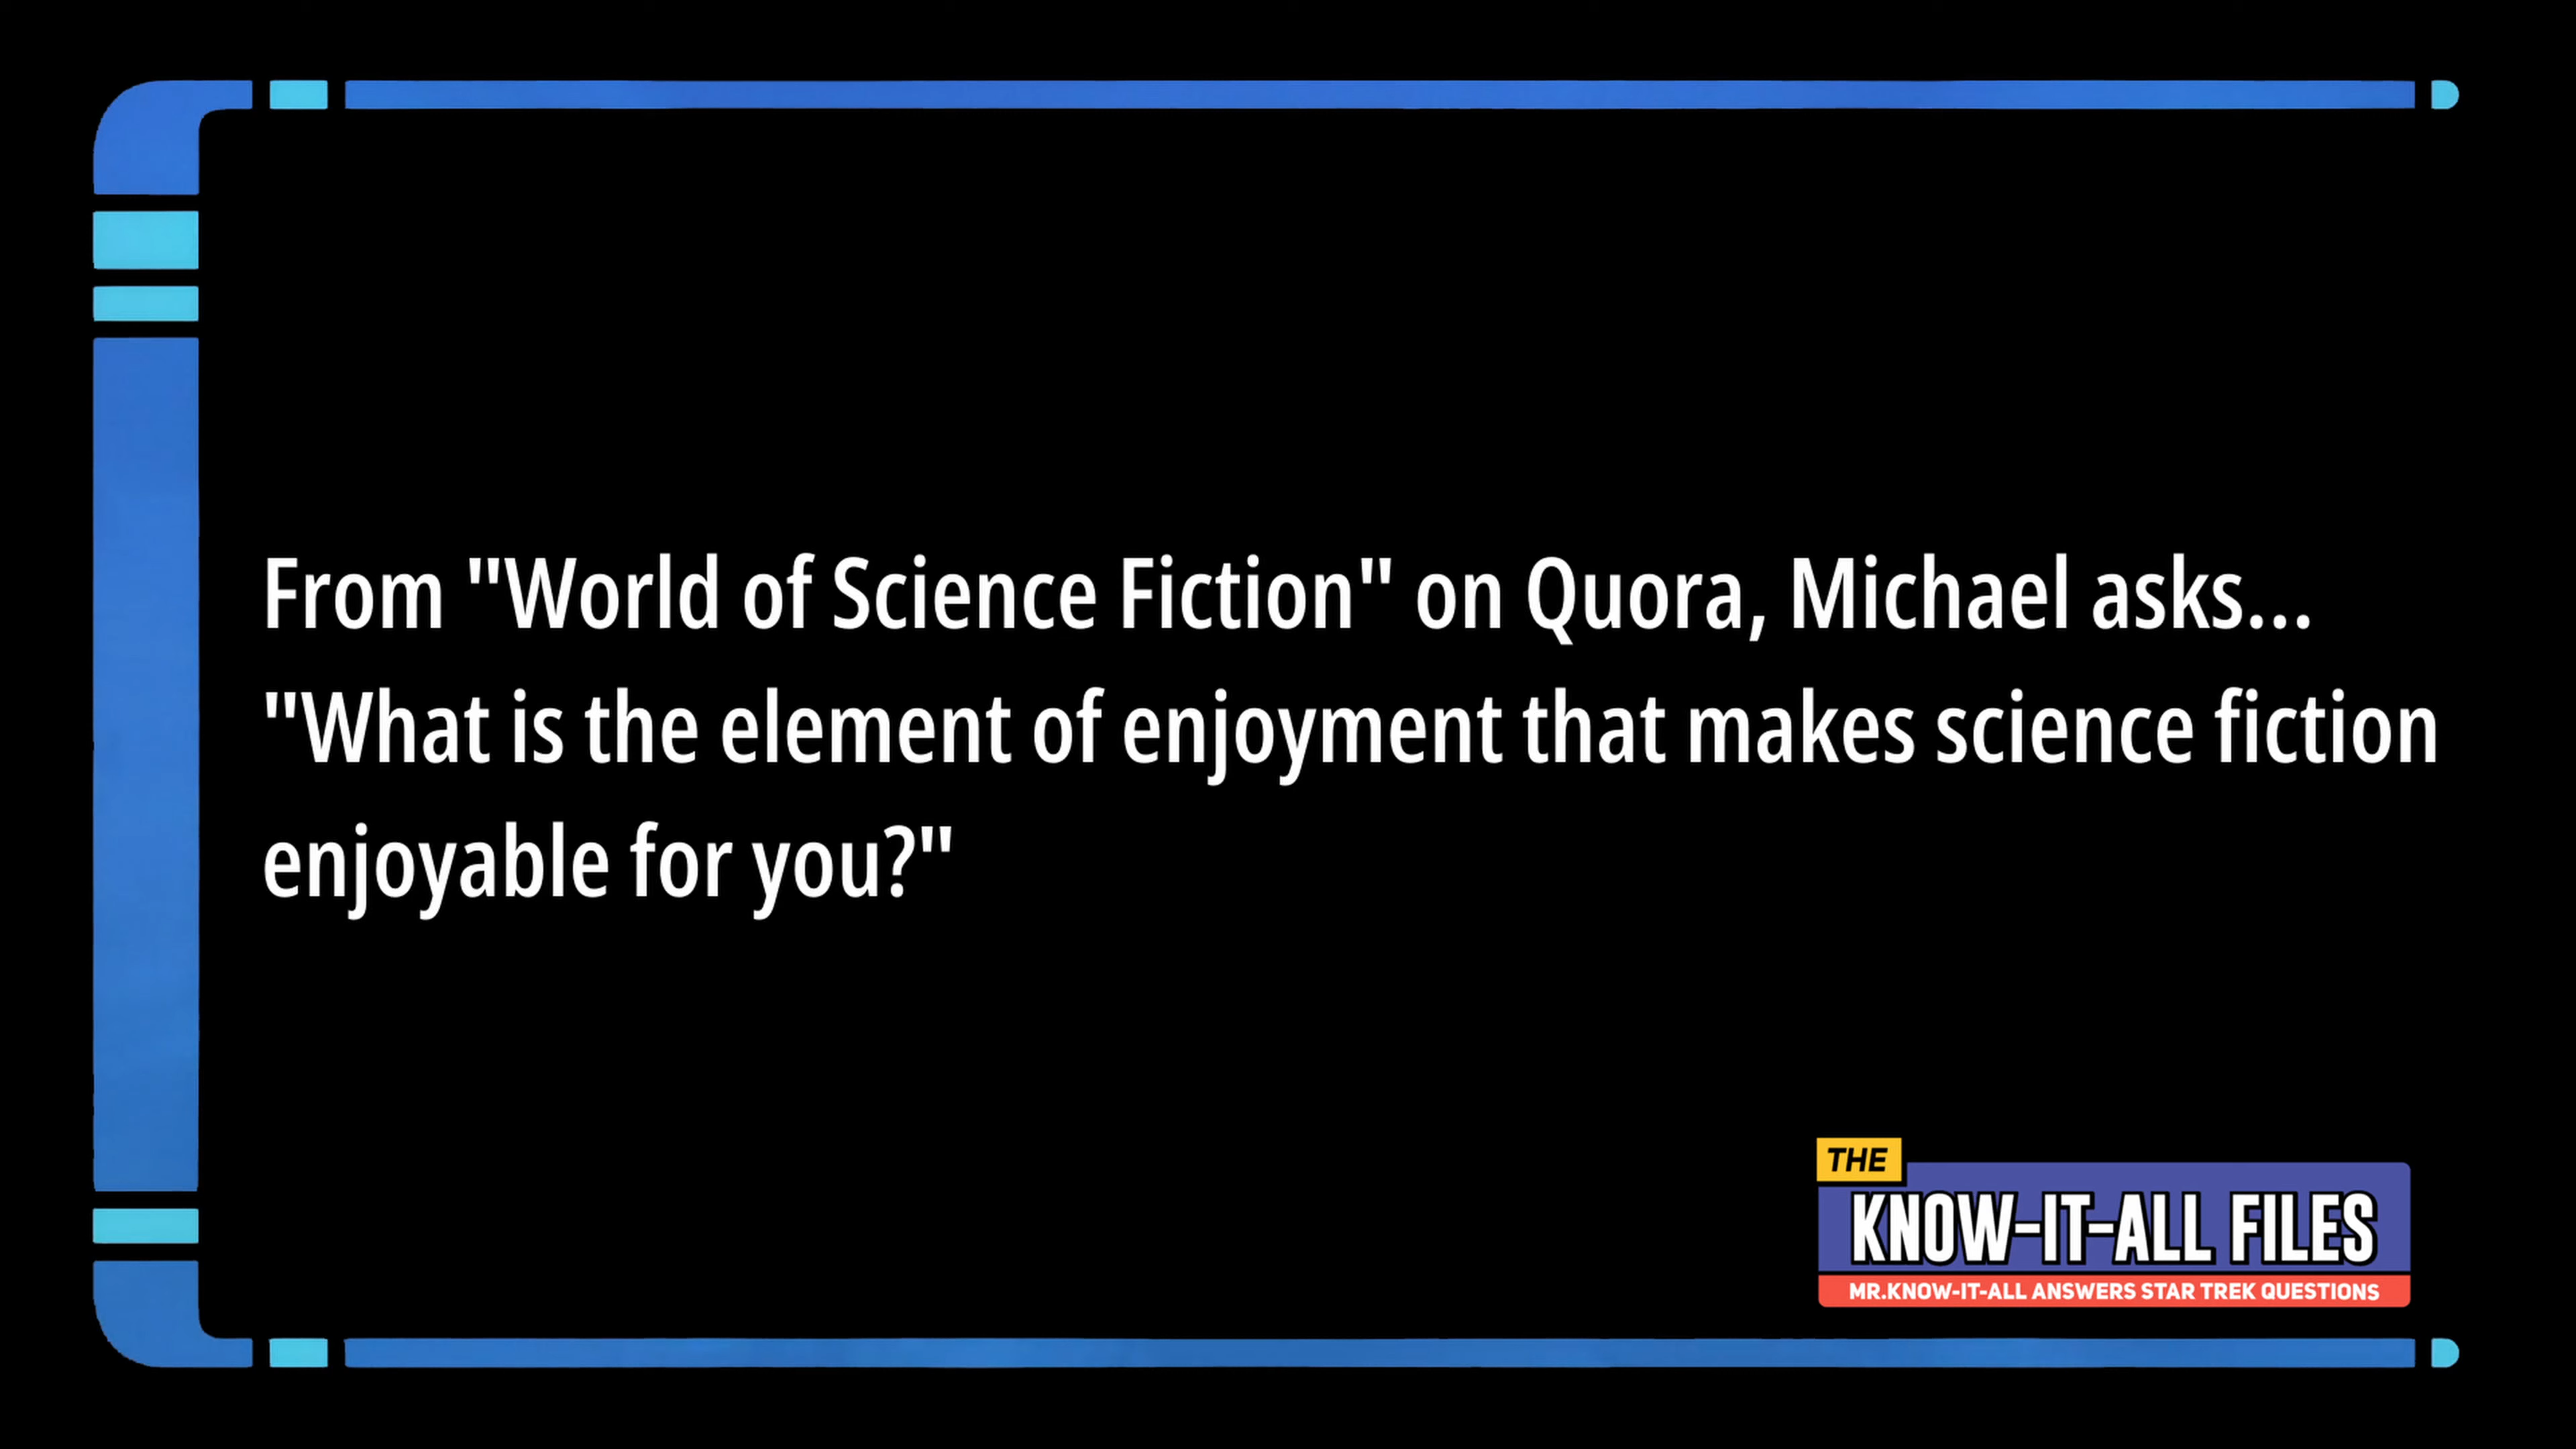 From "World of Science Fiction" on Quora, Michael asks...
"What is the element of enjoyment that makes science fiction
enjoyable for you?"
THE
KNOW-IT-ALL FILES
MR.KNOW-IT-ALL ANSWERS STAR TREK QUESTIONS